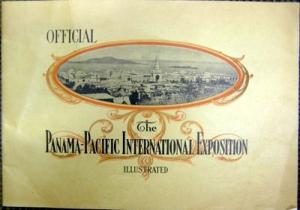 OFFICIAL
The
PANAMA-PACIFIC INTERNATIONAL EXPOSITION
ILLUSTRATED